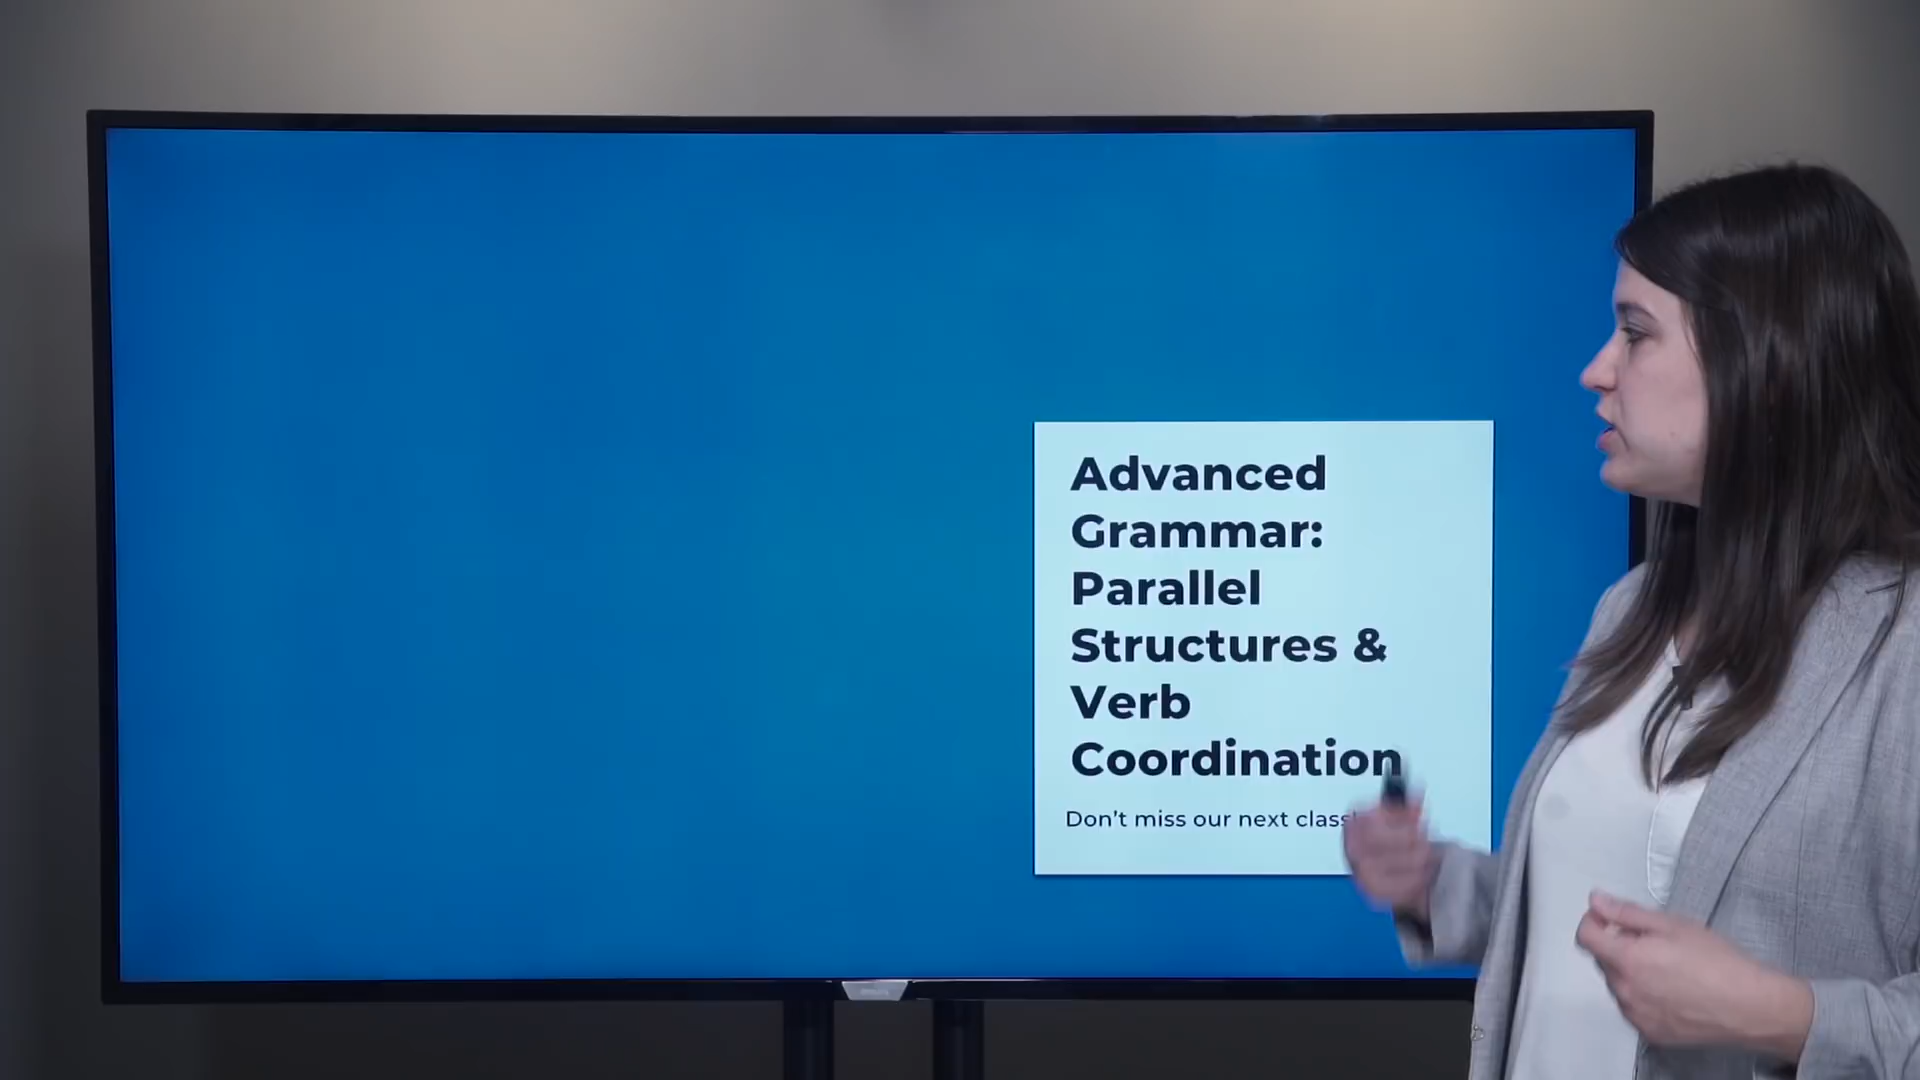 Advanced
Grammar:
Parallel
Structures &
Verb
Coordination
Don't miss our next class